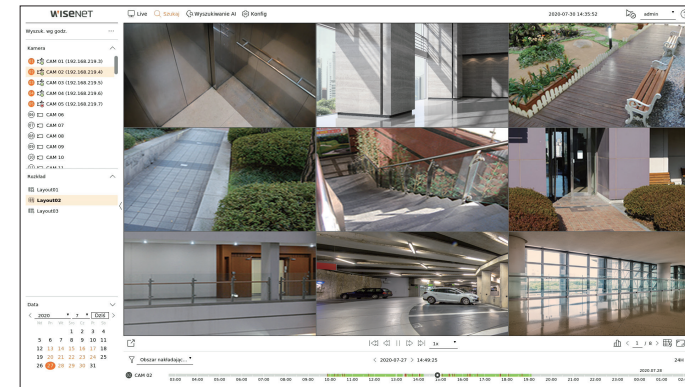 WISENET
Live Szukaj Wyszukiwanie AI Konfig 2020-07-30 14:35:52 admin
Wyszuk. wg godz.
Kamera
CAM 01 (192.168.219.3)
CAM 02 (192.168.219.4)
CAM 03 (192.168.219.5)
CAM 04 (192.168.219.6)
CAM 05 (192.168.219.7)
CAM 06
CAM 07
CAM 08
CAM 09
CAM 10
Rozkład
Layout01
Layout02
Layout03
Data
2020 7 Dziś
1 2 3 4
5 6 7 8 9 10 11
12 13 14 15 16 17 18
19 20 21 22 23 24 25
26 27 28 29 30 31
1x 1 / 8
Obszar nakładając... 2020-07-27 14:49:25 24H
CAM 02
2020.07.28
03:00 04:00 05:00 06:00 07:00 08:00 09:00 10:00 11:00 12:00 13:00 14:00 15:00 16:00 17:00 18:00 19:00 20:00 21:00 22:00 23:00 00:00 01:00